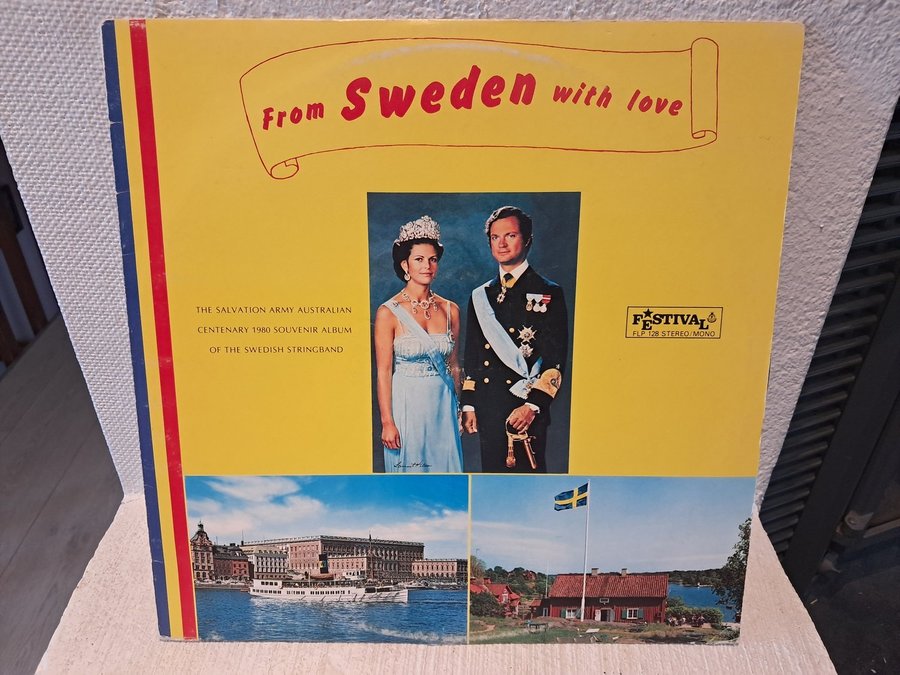 From Sweden with love
THE SALVATION ARMY AUSTRALIAN
CENTENARY 1980 SOUVENIR ALBUM
OF THE SWEDISH STRINGBAND
FESTIVAL
FLP 128 STEREO/MONO